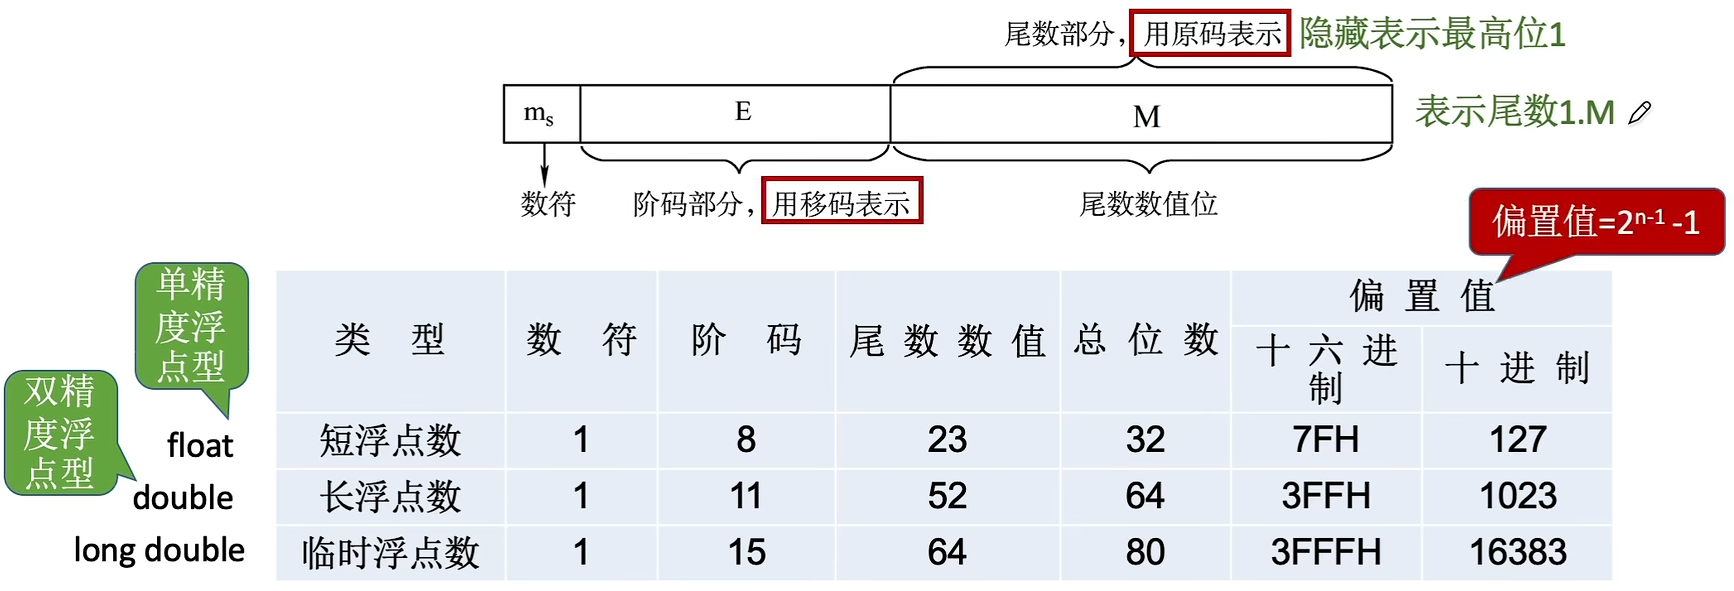 尾数部分，用原码表示 隐藏表示最高位1
mₛ E M 表示尾数1.M
数符 阶码部分，用移码表示 尾数数值位
偏置值=2ⁿ⁻¹ -1
单精
度浮
点型
双精
度浮
点型
类 型 数 符 阶 码 尾数数值 总位数 偏置值
十六进
制
十进制
float 短浮点数 1 8 23 32 7FH 127
double 长浮点数 1 11 52 64 3FFH 1023
long double 临时浮点数 1 15 64 80 3FFFH 16383